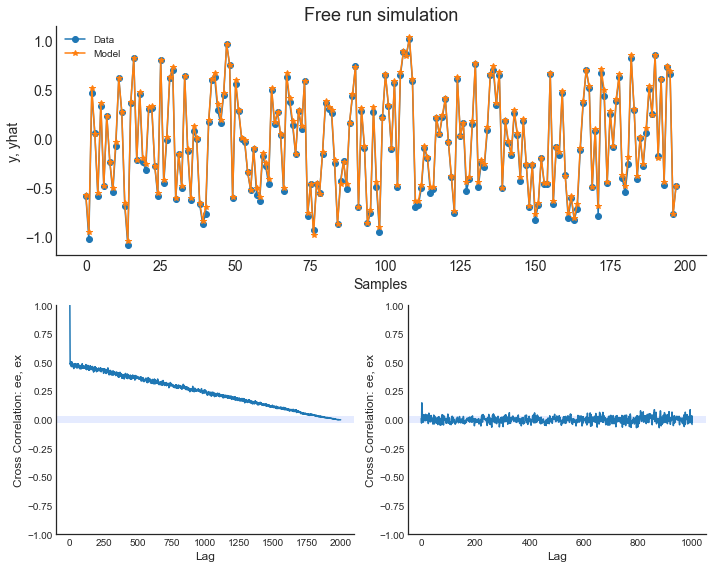 Free run simulation
Data
Model
y, yhat
1.0
0.5
0.0
−0.5
−1.0
0 25 50 75 100 125 150 175 200
Samples
Cross Correlation: ee, ex
1.00
0.75
0.50
0.25
0.00
−0.25
−0.50
−0.75
−1.00
0 250 500 750 1000 1250 1500 1750 2000
Lag
Cross Correlation: ee, ex
1.00
0.75
0.50
0.25
0.00
−0.25
−0.50
−0.75
−1.00
0 200 400 600 800 1000
Lag